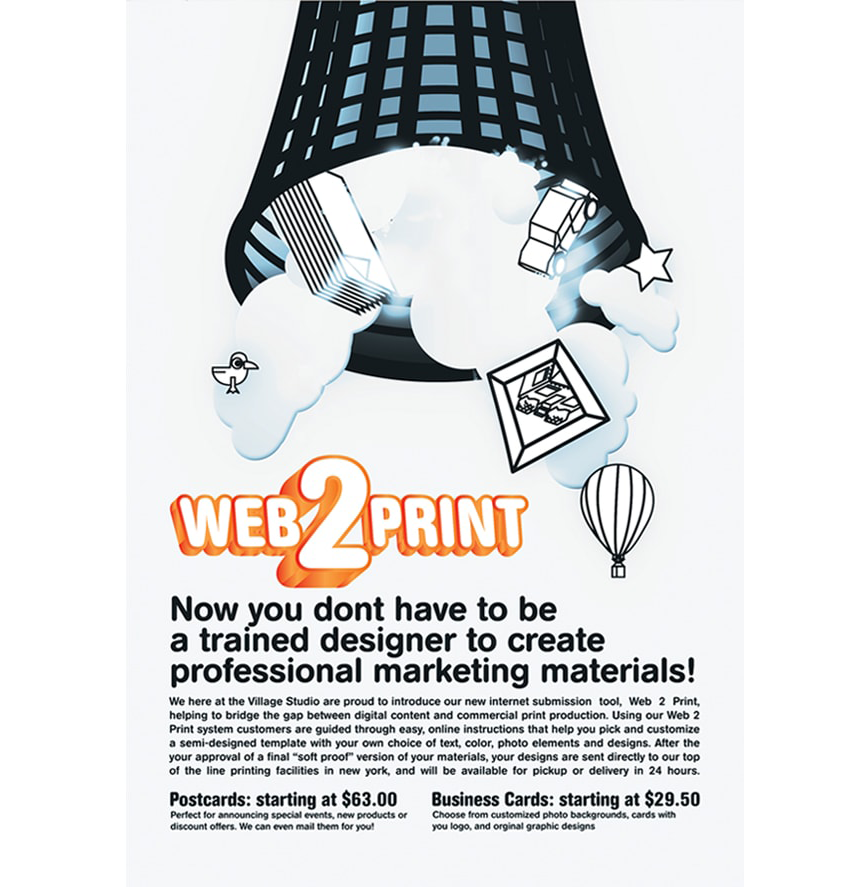 WEB2PRINT
Now you dont have to be
a trained designer to create
professional marketing materials!
We here at the Village Studio are proud to introduce our new internet submission tool, Web 2 Print,
helping to bridge the gap between digital content and commercial print production. Using our Web 2
Print system customers are guided through easy, online instructions that help you pick and customize
a semi-designed template with your own choice of text, color, photo elements and designs. After the
your approval of a final “soft proof” version of your materials, your designs are sent directly to our top
of the line printing facilities in new york, and will be available for pickup or delivery in 24 hours.
Postcards: starting at $63.00
Perfect for announcing special events, new products or
discount offers. We can even mail them for you!
Business Cards: starting at $29.50
Choose from customized photo backgrounds, cards with
you logo, and orginal graphic designs